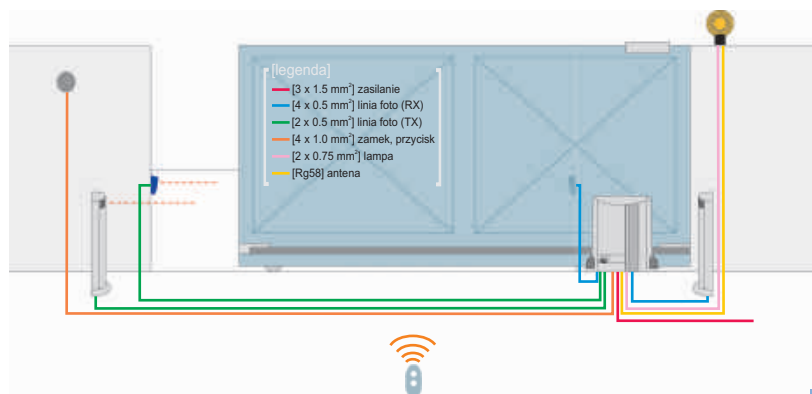 [legenda]
[3 x 1.5 mm²] zasilanie
[4 x 0.5 mm²] linia foto (RX)
[2 x 0.5 mm²] linia foto (TX)
[4 x 1.0 mm²] zamek, przycisk
[2 x 0.75 mm²] lampa
[Rg58] antena